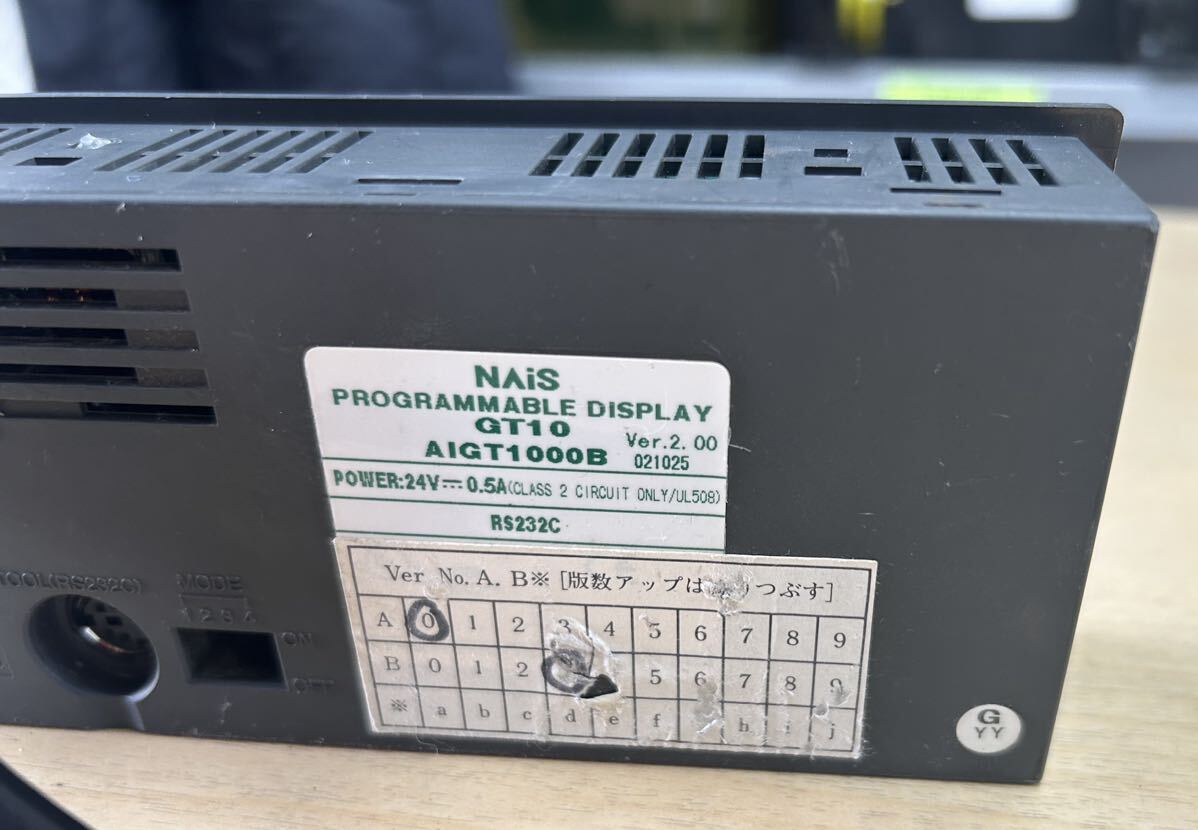 NAiS
PROGRAMMABLE DISPLAY
GT10
AIGT1000B
Ver.2.00
021025
POWER:24V⎓0.5A(CLASS 2 CIRCUIT ONLY/UL508)
RS232C
Ver No. A. B※ [版数アップは りつぶす]
A 0 1 2 3 4 5 6 7 8 9
B 0 1 2 5 6 7 8 9
※ a b c d e f h i j
TOOL(RS232C)
MODE
1 2 3 4
ON
OFF
G
YY